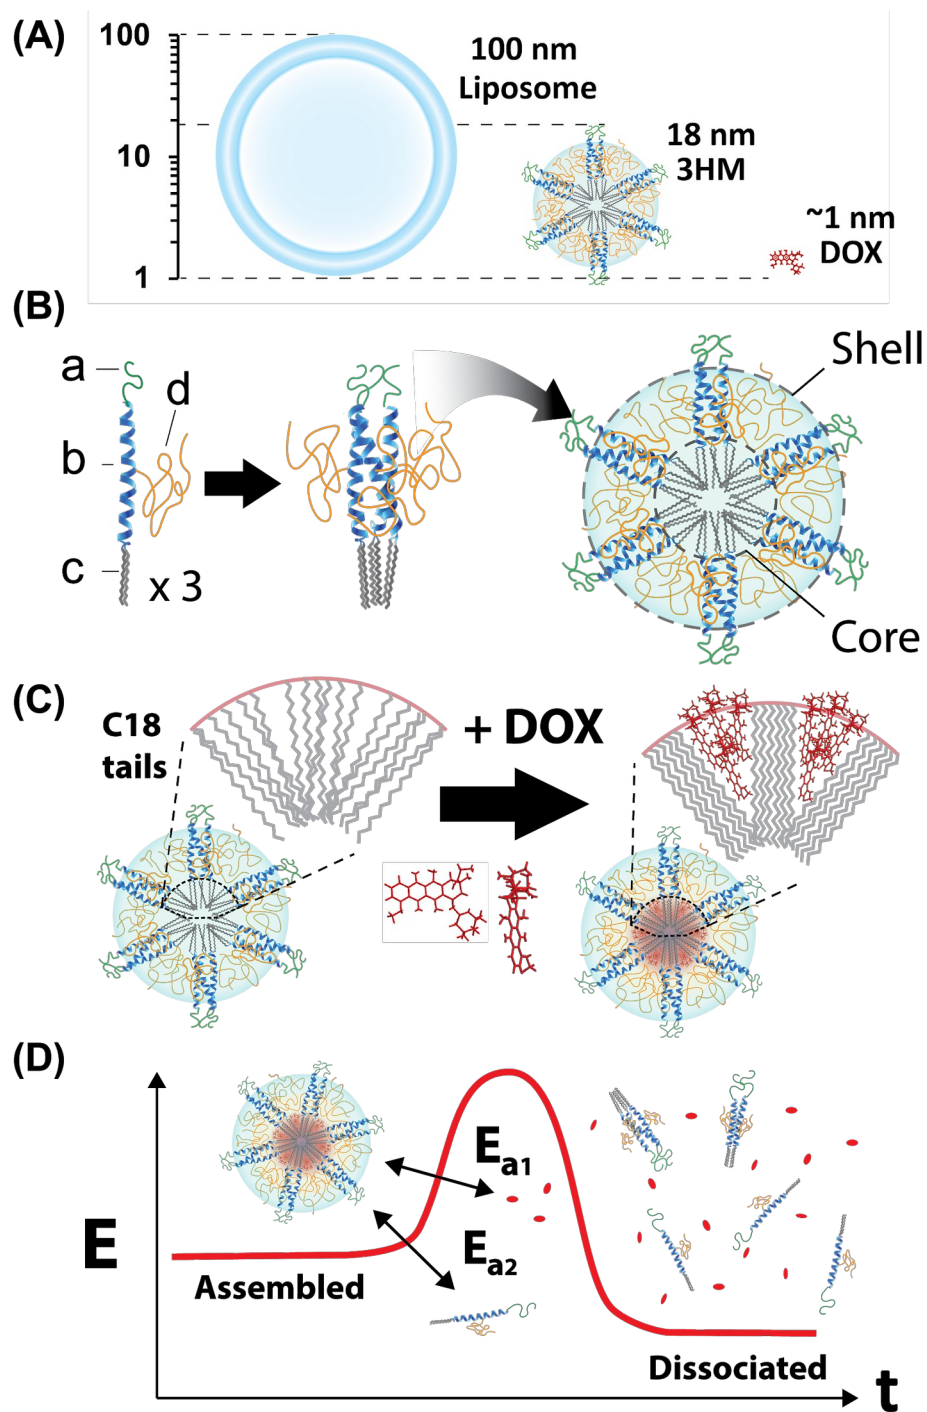 (A)
100
10
1
100 nm
Liposome
18 nm
3HM
~1 nm
DOX
(B)
a
b
c
d
x 3
Shell
Core
(C)
C18
tails
+ DOX
(D)
E
Ea1
Ea2
Assembled
Dissociated
t